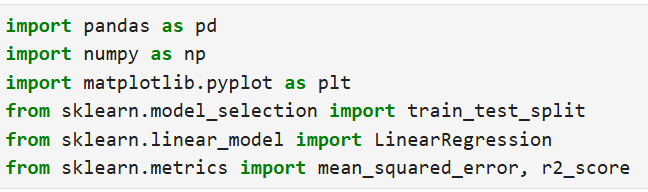 import pandas as pd
import numpy as np
import matplotlib.pyplot as plt
from sklearn.model_selection import train_test_split
from sklearn.linear_model import LinearRegression
from sklearn.metrics import mean_squared_error, r2_score